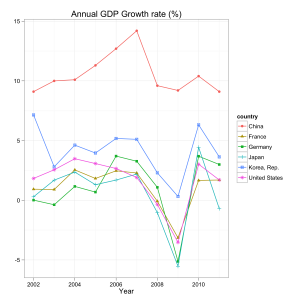 Annual GDP Growth rate (%)
15
10
5
0
-5
2002 2004 2006 2008 2010
Year
country
China
France
Germany
Japan
Korea, Rep.
United States